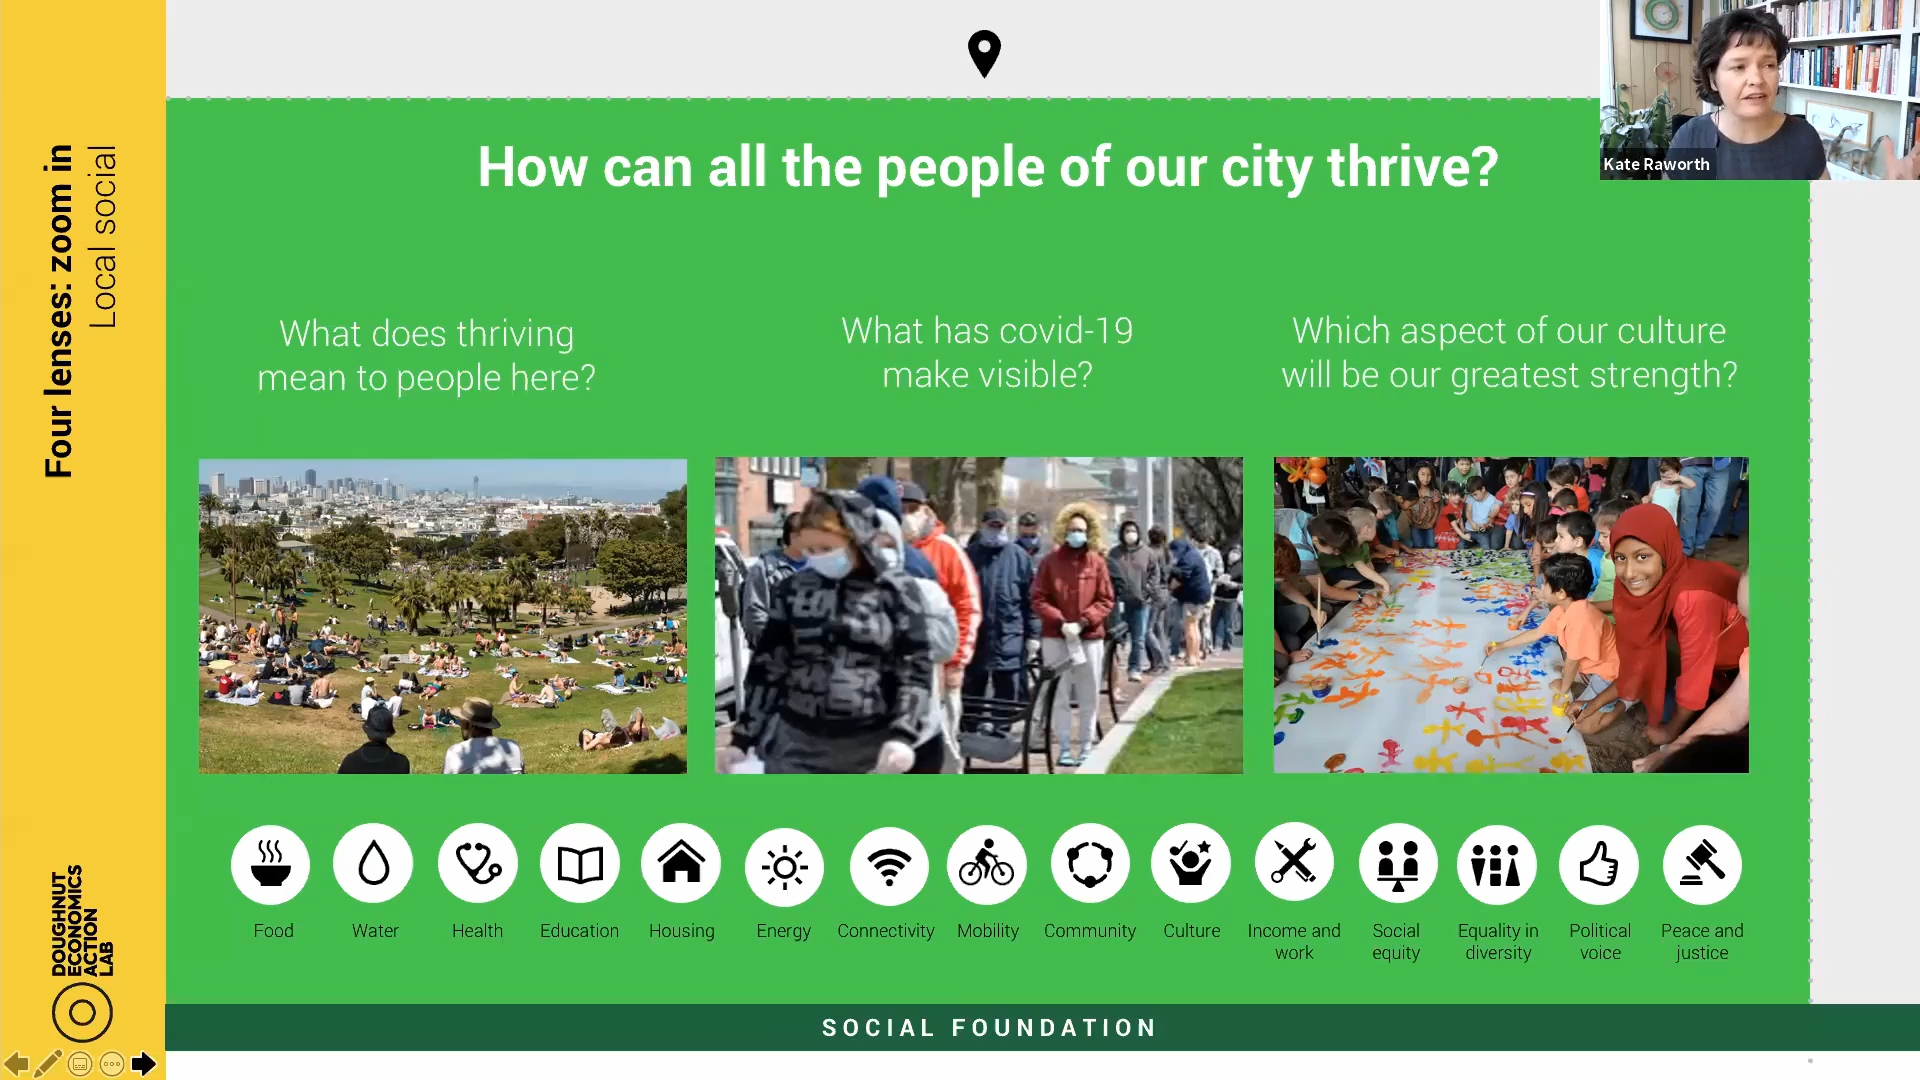 Four lenses: zoom in
Local social
How can all the people of our city thrive?
Kate Raworth
What does thriving
mean to people here?
What has covid-19
make visible?
Which aspect of our culture
will be our greatest strength?
Food
Water
Health
Education
Housing
Energy
Connectivity
Mobility
Community
Culture
Income and
work
Social
equity
Equality in
diversity
Political
voice
Peace and
justice
SOCIAL FOUNDATION
DOUGHNUT
ECONOMICS
ACTION
LAB